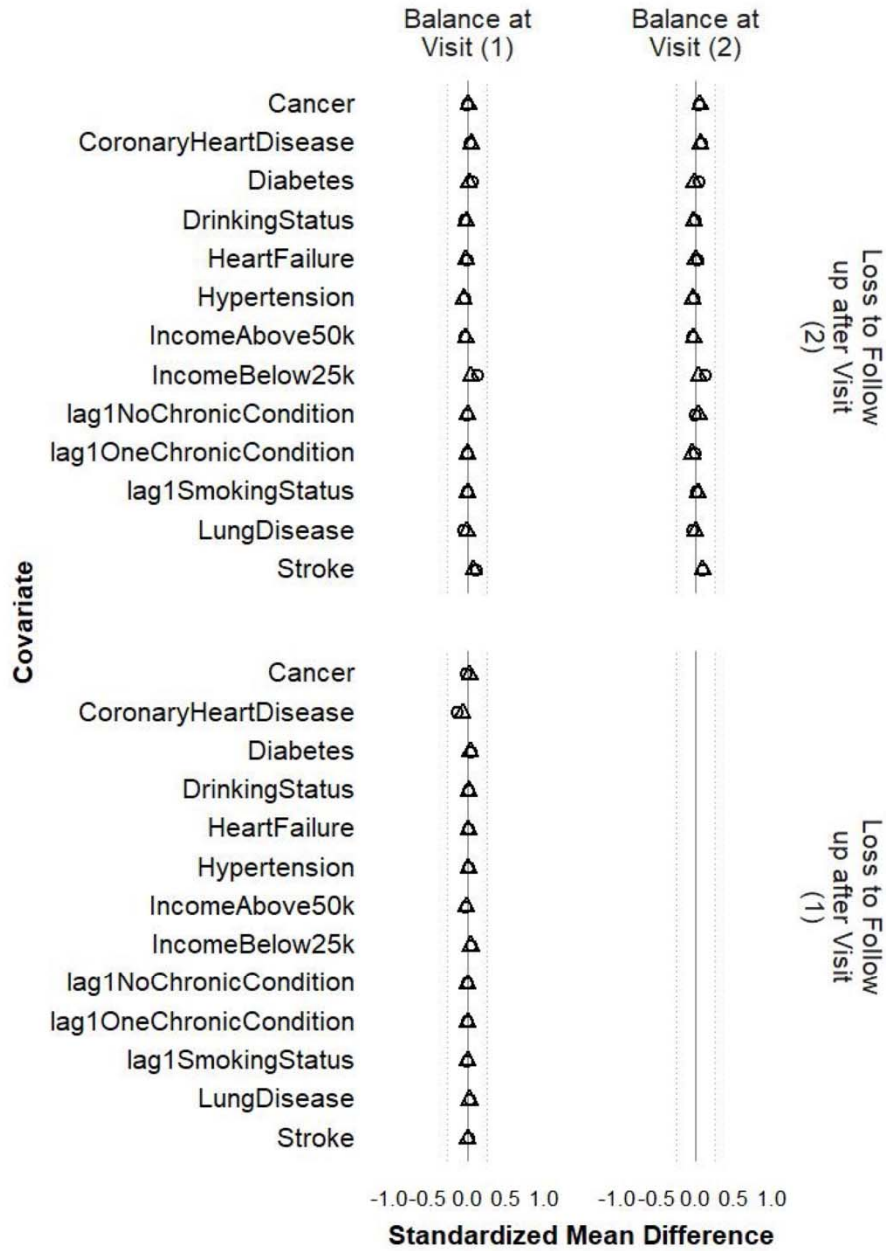 Balance at
Visit (1)
Balance at
Visit (2)
Cancer
CoronaryHeartDisease
Diabetes
DrinkingStatus
HeartFailure
Hypertension
IncomeAbove50k
IncomeBelow25k
lag1NoChronicCondition
lag1OneChronicCondition
lag1SmokingStatus
LungDisease
Stroke
Loss to Follow
up after Visit
(2)
Covariate
Cancer
CoronaryHeartDisease
Diabetes
DrinkingStatus
HeartFailure
Hypertension
IncomeAbove50k
IncomeBelow25k
lag1NoChronicCondition
lag1OneChronicCondition
lag1SmokingStatus
LungDisease
Stroke
Loss to Follow
up after Visit
(1)
-1.0-0.5 0.0 0.5 1.0
-1.0-0.5 0.0 0.5 1.0
Standardized Mean Difference